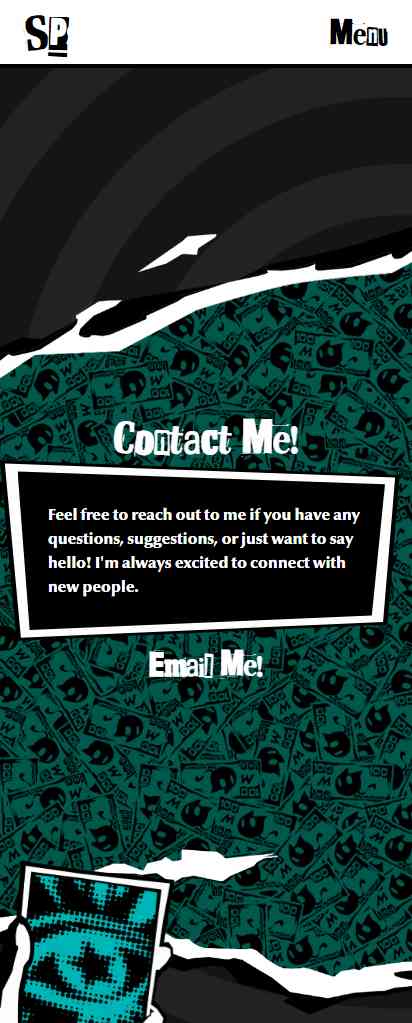 SP
Menu
Contact Me!
Feel free to reach out to me if you have any
questions, suggestions, or just want to say
hello! I'm always excited to connect with
new people.
Email Me!